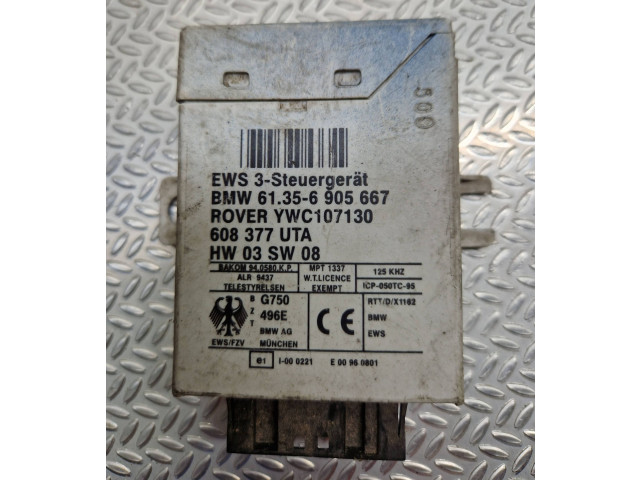 500
EWS 3-Steuergerät
BMW 61.35-6 905 667
ROVER YWC107130
608 377 UTA
HW 03 SW 08
BAKOM 94.0580.K.P.
ALR 9437
TELESTYRELSEN
MPT 1337
W.T.LICENCE
EXEMPT
125 KHZ
ICP-050TC-95
B G750
Z 496E
T BMW AG
EWS/FZV MÜNCHEN
CE
RTT/D/X1162
BMW
EWS
e1 I-00 0221 E 00 96 0801